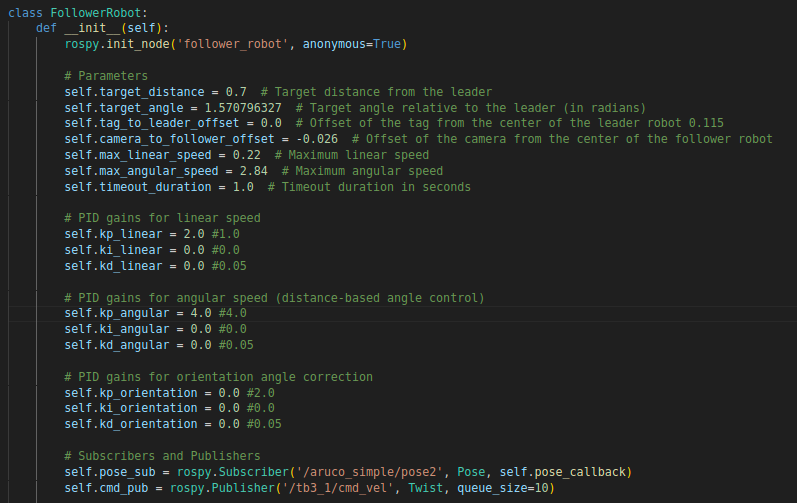 class FollowerRobot:
    def __init__(self):
        rospy.init_node('follower_robot', anonymous=True)

        # Parameters
        self.target_distance = 0.7  # Target distance from the leader
        self.target_angle = 1.570796327  # Target angle relative to the leader (in radians)
        self.tag_to_leader_offset = 0.0  # Offset of the tag from the center of the leader robot 0.115
        self.camera_to_follower_offset = -0.026  # Offset of the camera from the center of the follower robot
        self.max_linear_speed = 0.22  # Maximum linear speed
        self.max_angular_speed = 2.84  # Maximum angular speed
        self.timeout_duration = 1.0  # Timeout duration in seconds

        # PID gains for linear speed
        self.kp_linear = 2.0 #1.0
        self.ki_linear = 0.0 #0.0
        self.kd_linear = 0.0 #0.05

        # PID gains for angular speed (distance-based angle control)
        self.kp_angular = 4.0 #4.0
        self.ki_angular = 0.0 #0.0
        self.kd_angular = 0.0 #0.05

        # PID gains for orientation angle correction
        self.kp_orientation = 0.0 #2.0
        self.ki_orientation = 0.0 #0.0
        self.kd_orientation = 0.0 #0.05

        # Subscribers and Publishers
        self.pose_sub = rospy.Subscriber('/aruco_simple/pose2', Pose, self.pose_callback)
        self.cmd_pub = rospy.Publisher('/tb3_1/cmd_vel', Twist, queue_size=10)